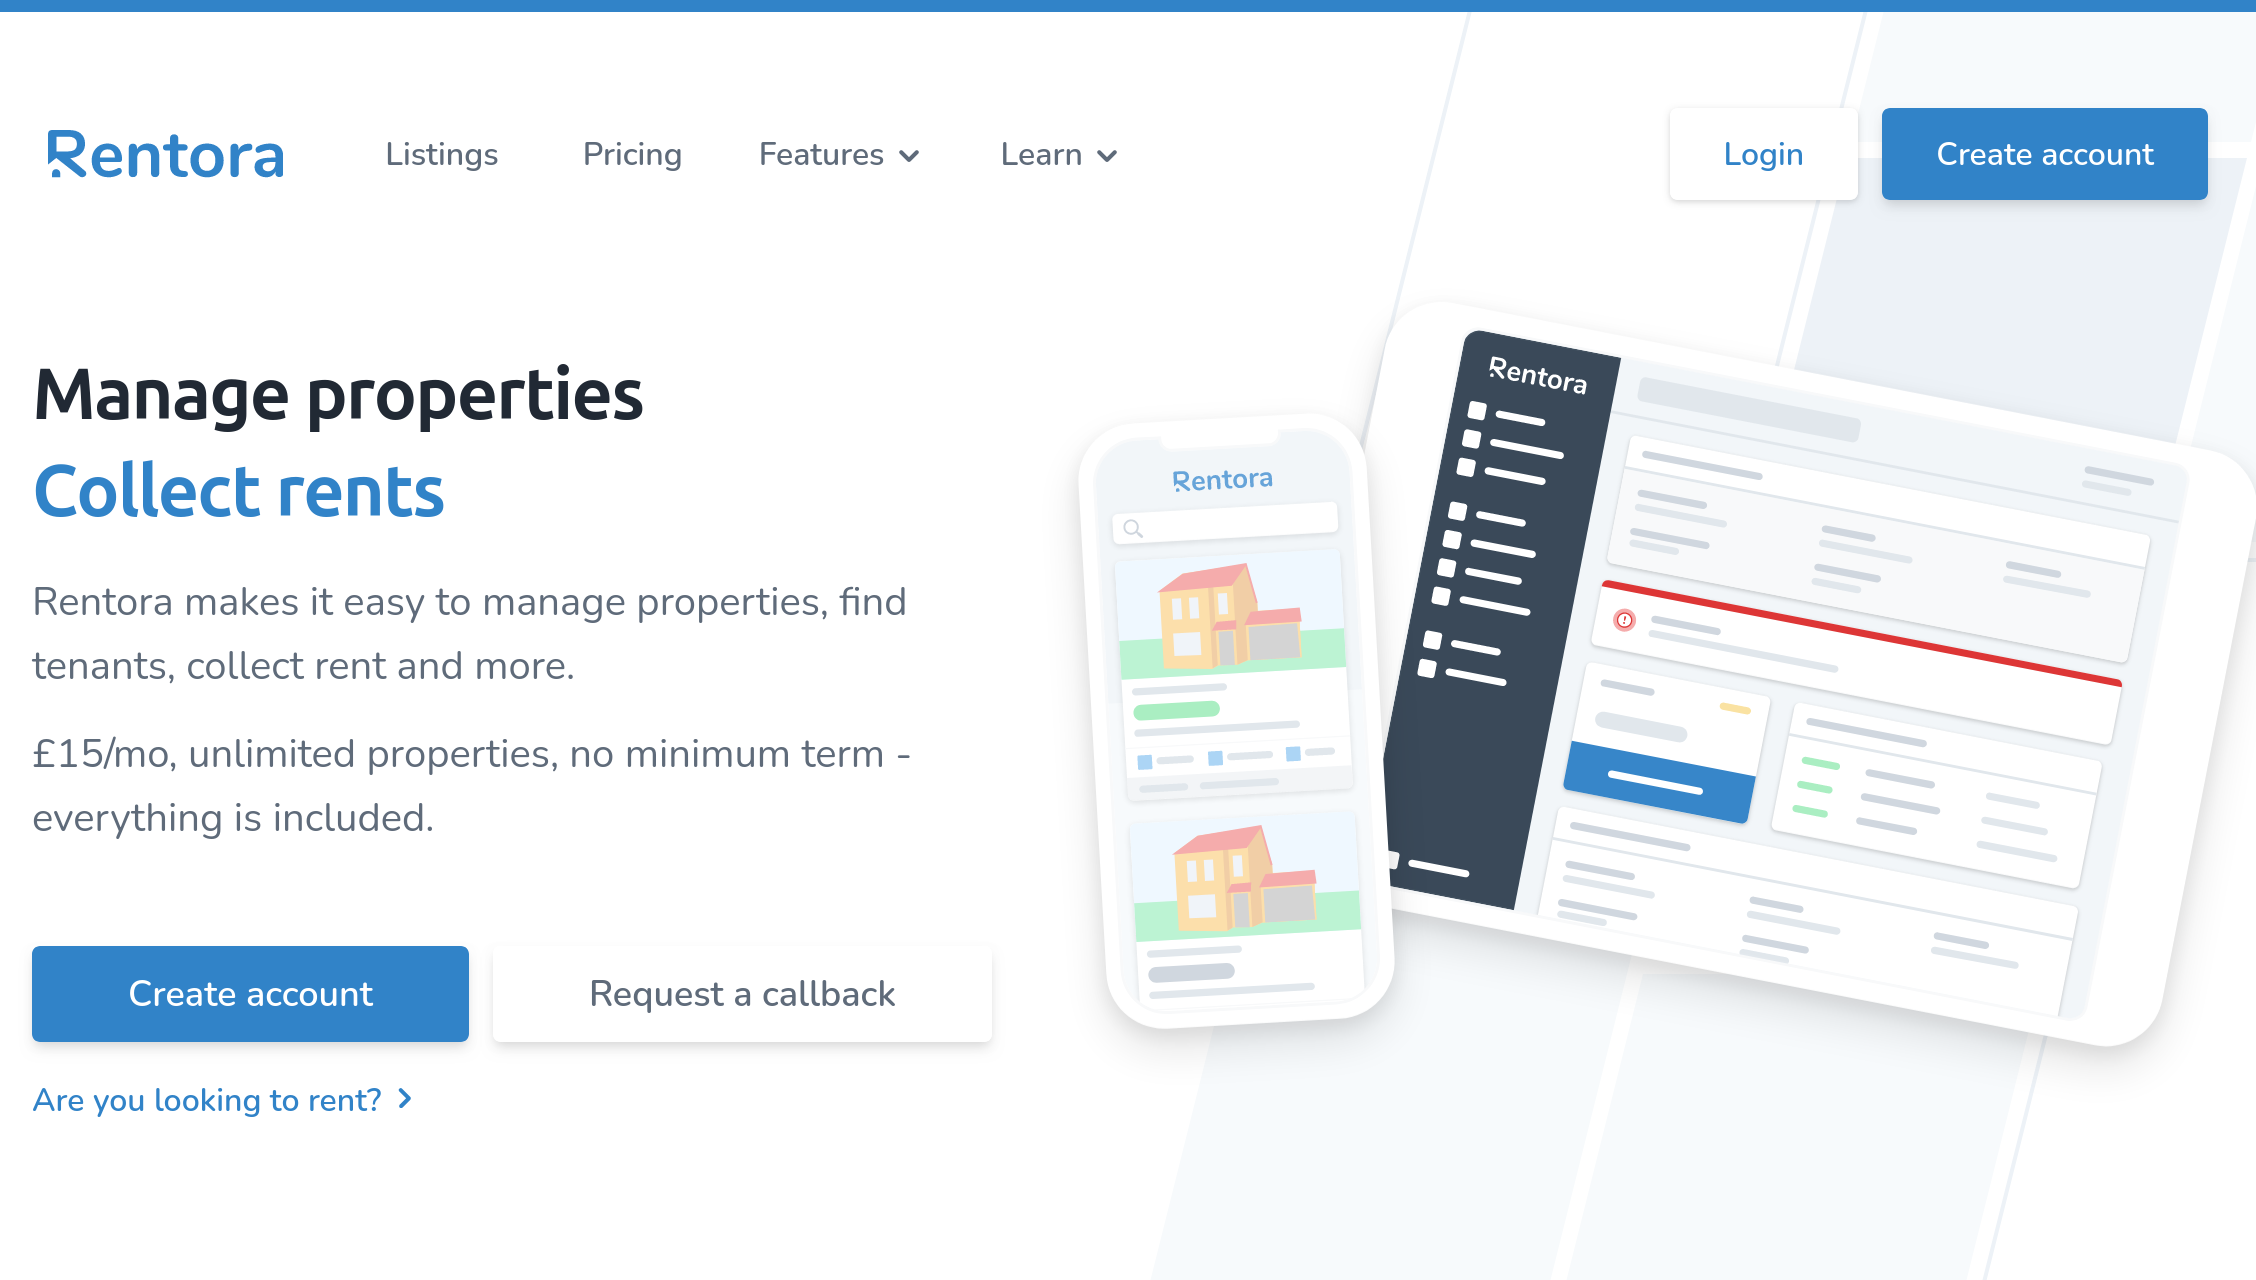 Rentora
Listings
Pricing
Features
Learn
Login
Create account
Manage properties
Collect rents
Rentora makes it easy to manage properties, find
tenants, collect rent and more.
£15/mo, unlimited properties, no minimum term -
everything is included.
Create account
Request a callback
Are you looking to rent?
Rentora
Rentora